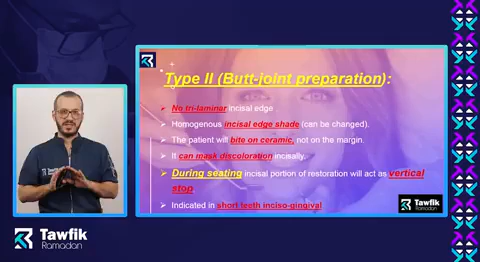 Type II (Butt-joint preparation):
No tri-laminar incisal edge
Homogenous incisal edge shade (can be changed).
The patient will bite on ceramic, not on the margin.
It can mask discoloration incisally.
During seating incisal portion of restoration will act as vertical
stop
Indicated in short teeth inciso-gingival
Tawfik
Ramadan
Tawfik
Ramadan